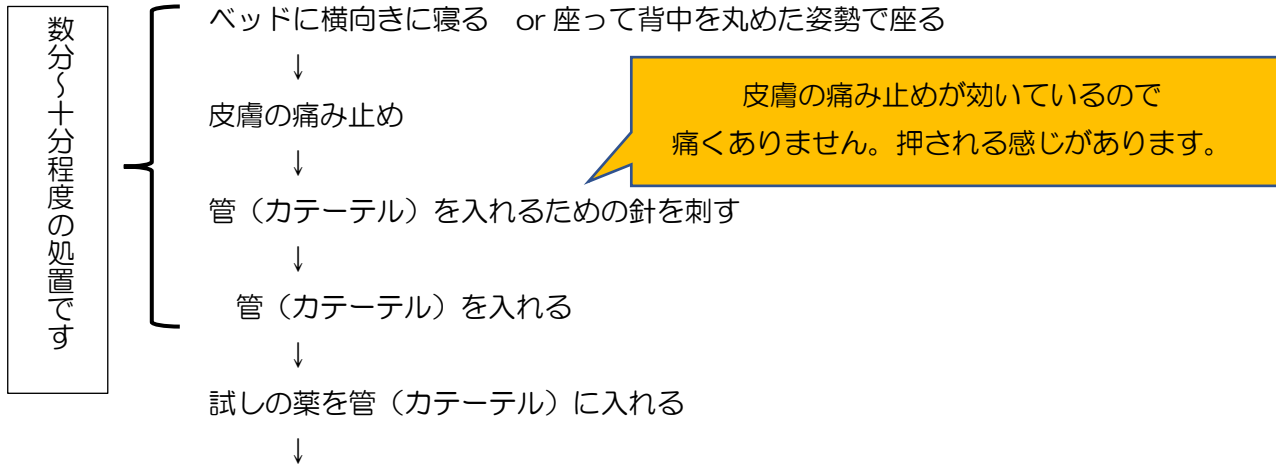 数分～十分程度の処置です
ベッドに横向きに寝る　or 座って背中を丸めた姿勢で座る
↓
皮膚の痛み止め
↓
皮膚の痛み止めが効いているので
痛くありません。押される感じがあります。
管（カテーテル）を入れるための針を刺す
↓
管（カテーテル）を入れる
↓
試しの薬を管（カテーテル）に入れる
↓